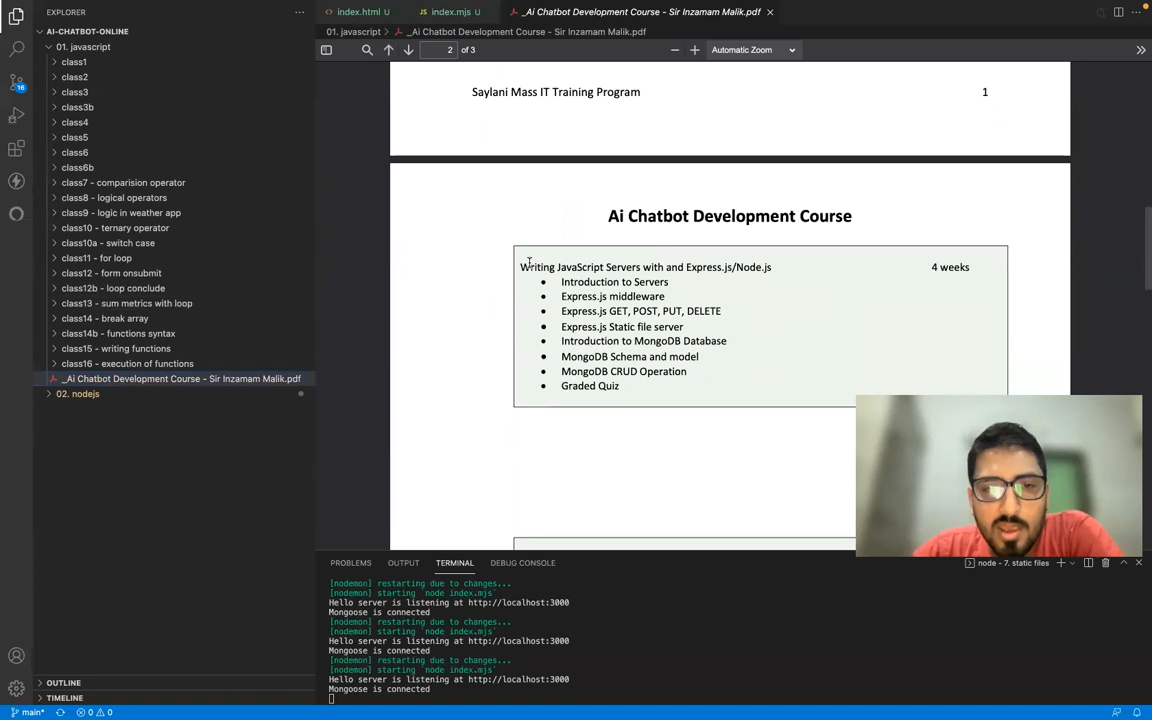 EXPLORER
AI-CHATBOT-ONLINE
01. javascript
class1
class2
class3
class3b
class4
class5
class6
class6b
class7 - comparision operator
class8 - logical operators
class9 - logic in weather app
class10 - ternary operator
class10a - switch case
class11 - for loop
class12 - form onsubmit
class12b - loop conclude
class13 - sum metrics with loop
class14 - break array
class14b - functions syntax
class15 - writing functions
class16 - execution of functions
_Ai Chatbot Development Course - Sir Inzamam Malik.pdf
02. nodejs
OUTLINE
TIMELINE
16
index.html U
JS index.mjs U
_Ai Chatbot Development Course - Sir Inzamam Malik.pdf
01. javascript > _Ai Chatbot Development Course - Sir Inzamam Malik.pdf
2 of 3
Automatic Zoom
Saylani Mass IT Training Program 1
Ai Chatbot Development Course
Writing JavaScript Servers with and Express.js/Node.js 4 weeks
• Introduction to Servers
• Express.js middleware
• Express.js GET, POST, PUT, DELETE
• Express.js Static file server
• Introduction to MongoDB Database
• MongoDB Schema and model
• MongoDB CRUD Operation
• Graded Quiz
PROBLEMS OUTPUT TERMINAL DEBUG CONSOLE
node - 7. static files
[nodemon] restarting due to changes...
[nodemon] starting `node index.mjs`
Hello server is listening at http://localhost:3000
Mongoose is connected
[nodemon] restarting due to changes...
[nodemon] starting `node index.mjs`
Hello server is listening at http://localhost:3000
Mongoose is connected
[nodemon] restarting due to changes...
[nodemon] starting `node index.mjs`
Hello server is listening at http://localhost:3000
Mongoose is connected
main* 0 0